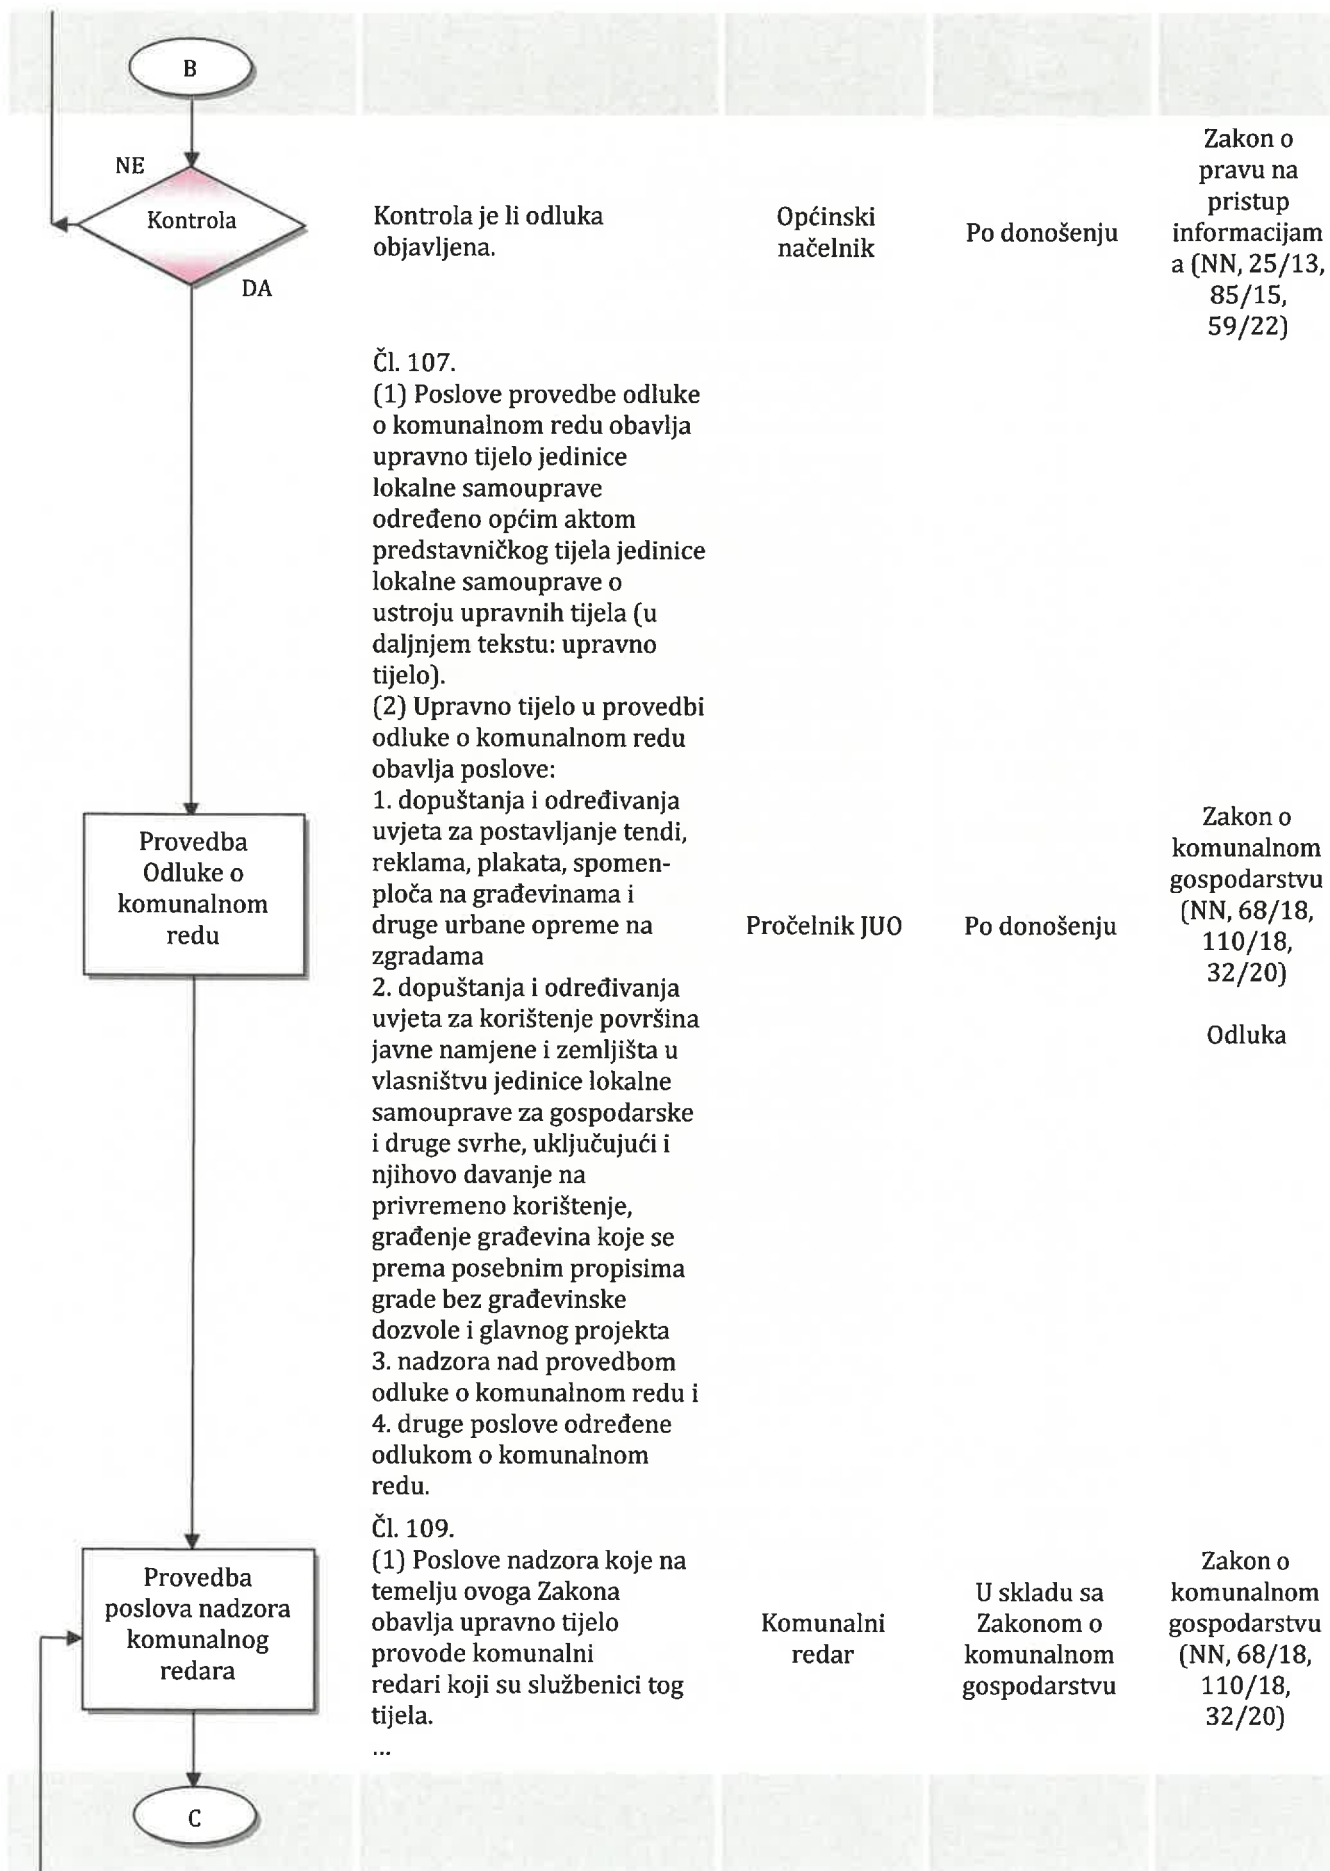 B
NE
Kontrola
DA
Kontrola je li odluka
objavljena.
Općinski
načelnik
Po donošenju
Zakon o
pravu na
pristup
informacijam
a (NN, 25/13,
85/15,
59/22)
Provedba
Odluke o
komunalnom
redu
Čl. 107.
(1) Poslove provedbe odluke
o komunalnom redu obavlja
upravno tijelo jedinice
lokalne samouprave
određeno općim aktom
predstavničkog tijela jedinice
lokalne samouprave o
ustroju upravnih tijela (u
daljnjem tekstu: upravno
tijelo).
(2) Upravno tijelo u provedbi
odluke o komunalnom redu
obavlja poslove:
1. dopuštanja i određivanja
uvjeta za postavljanje tendi,
reklama, plakata, spomen-
ploča na građevinama i
druge urbane opreme na
zgradama
2. dopuštanja i određivanja
uvjeta za korištenje površina
javne namjene i zemljišta u
vlasništvu jedinice lokalne
samouprave za gospodarske
i druge svrhe, uključujući i
njihovo davanje na
privremeno korištenje,
građenje građevina koje se
prema posebnim propisima
grade bez građevinske
dozvole i glavnog projekta
3. nadzora nad provedbom
odluke o komunalnom redu i
4. druge poslove određene
odlukom o komunalnom
redu.
Pročelnik JUO
Po donošenju
Zakon o
komunalnom
gospodarstvu
(NN, 68/18,
110/18,
32/20)
Odluka
Provedba
poslova nadzora
komunalnog
redara
Čl. 109.
(1) Poslove nadzora koje na
temelju ovoga Zakona
obavlja upravno tijelo
provode komunalni
redari koji su službenici tog
tijela.
...
Komunalni
redar
U skladu sa
Zakonom o
komunalnom
gospodarstvu
Zakon o
komunalnom
gospodarstvu
(NN, 68/18,
110/18,
32/20)
C